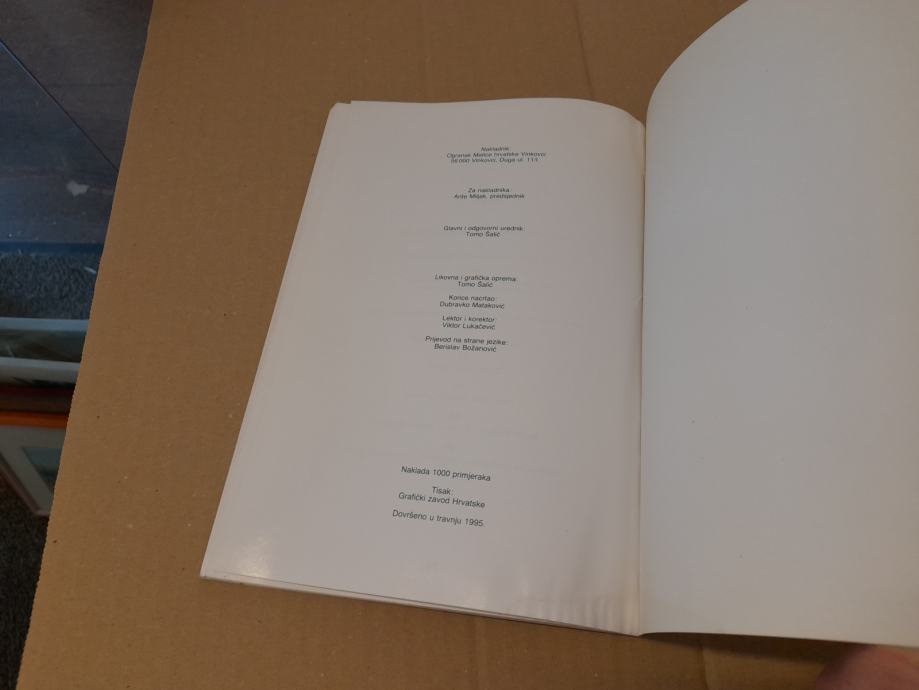 Nakladnik:
Ogranak Matice hrvatske Vinkovci
56000 Vinkovci, Duga ul. 111
Za nakladnika
Ante Miljak, predsjednik
Glavni i odgovorni urednik:
Tomo Šalić
Likovna i grafička oprema:
Tomo Šalić
Korice nacrtao:
Dubravko Mataković
Lektor i korektor:
Viktor Lukačević
Prijevod na strane jezike:
Berislav Božanović
Naklada 1000 primjeraka
Tisak:
Grafički zavod Hrvatske
Dovršeno u travnju 1995.